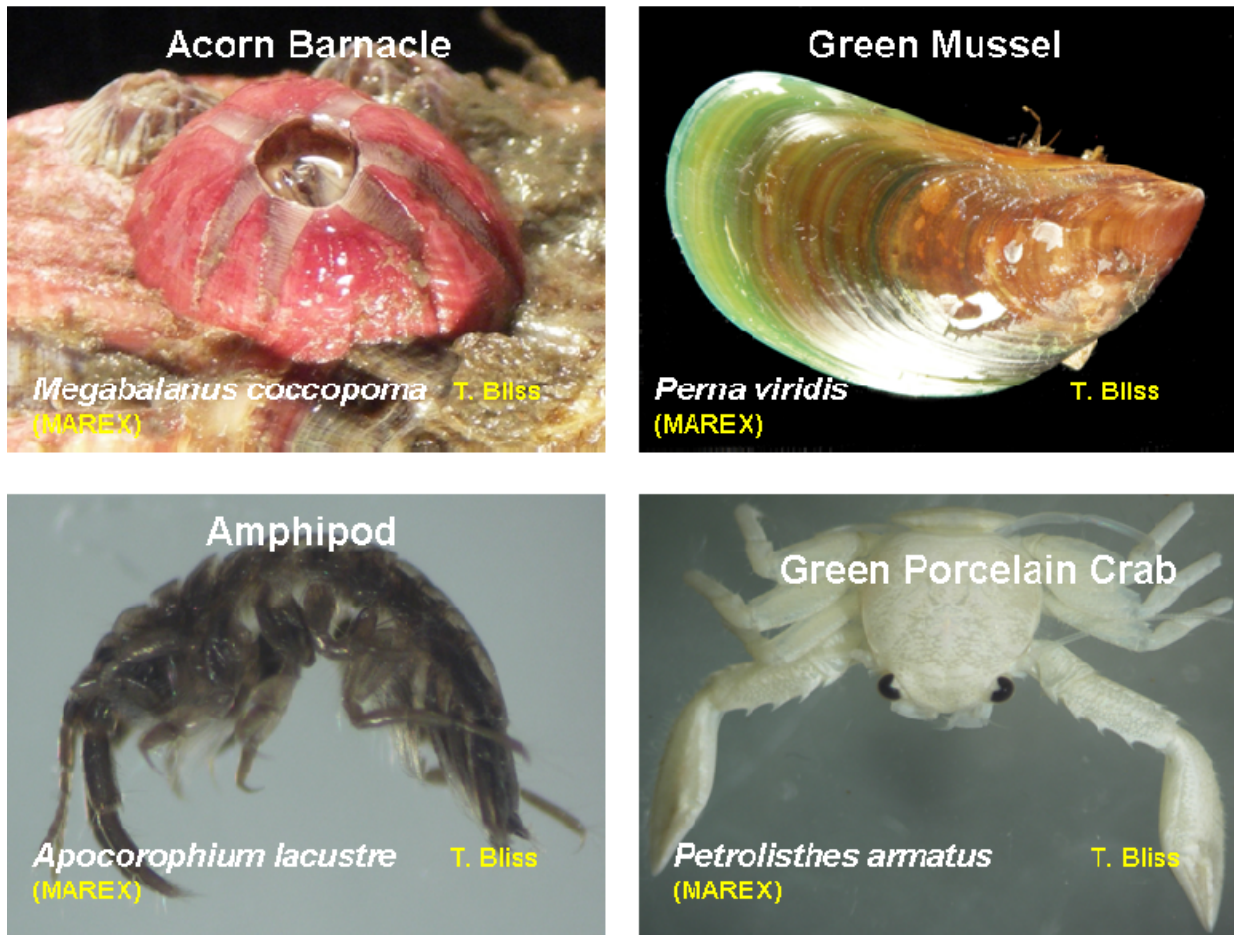 Acorn Barnacle
Megabalanus coccopoma T. Bliss
(MAREX)
Green Mussel
Perna viridis T. Bliss
(MAREX)
Amphipod
Apocorophium lacustre T. Bliss
(MAREX)
Green Porcelain Crab
Petrolisthes armatus T. Bliss
(MAREX)